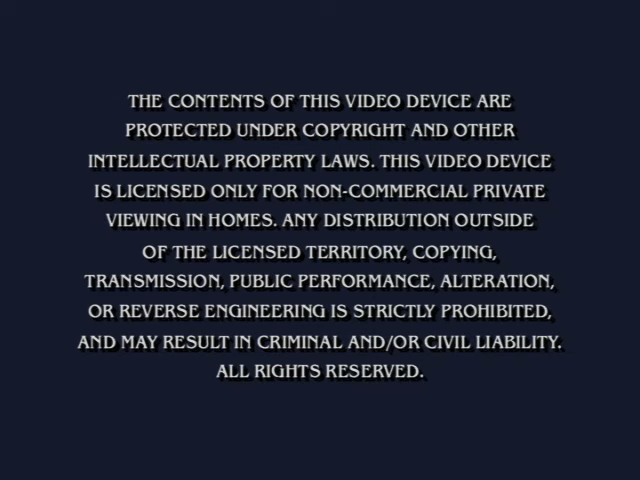 THE CONTENTS OF THIS VIDEO DEVICE ARE
PROTECTED UNDER COPYRIGHT AND OTHER
INTELLECTUAL PROPERTY LAWS. THIS VIDEO DEVICE
IS LICENSED ONLY FOR NON-COMMERCIAL PRIVATE
VIEWING IN HOMES. ANY DISTRIBUTION OUTSIDE
OF THE LICENSED TERRITORY, COPYING,
TRANSMISSION, PUBLIC PERFORMANCE, ALTERATION,
OR REVERSE ENGINEERING IS STRICTLY PROHIBITED,
AND MAY RESULT IN CRIMINAL AND/OR CIVIL LIABILITY.
ALL RIGHTS RESERVED.